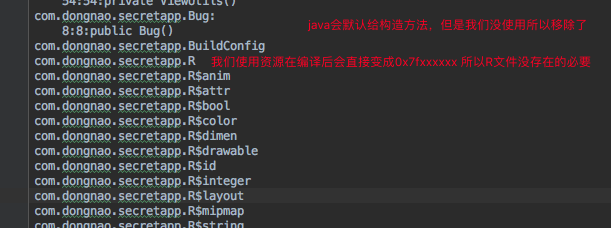 54:54:private ViewUtils()
com.dongnao.secretapp.Bug:
java会默认给构造方法，但是我们没使用所以移除了
8:8:public Bug()
com.dongnao.secretapp.BuildConfig
com.dongnao.secretapp.R 我们使用资源在编译后会直接变成0x7fxxxxxx 所以R文件没存在的必要
com.dongnao.secretapp.R$anim
com.dongnao.secretapp.R$attr
com.dongnao.secretapp.R$bool
com.dongnao.secretapp.R$color
com.dongnao.secretapp.R$dimen
com.dongnao.secretapp.R$drawable
com.dongnao.secretapp.R$id
com.dongnao.secretapp.R$integer
com.dongnao.secretapp.R$layout
com.dongnao.secretapp.R$mipmap
com.dongnao.secretapp.R$string